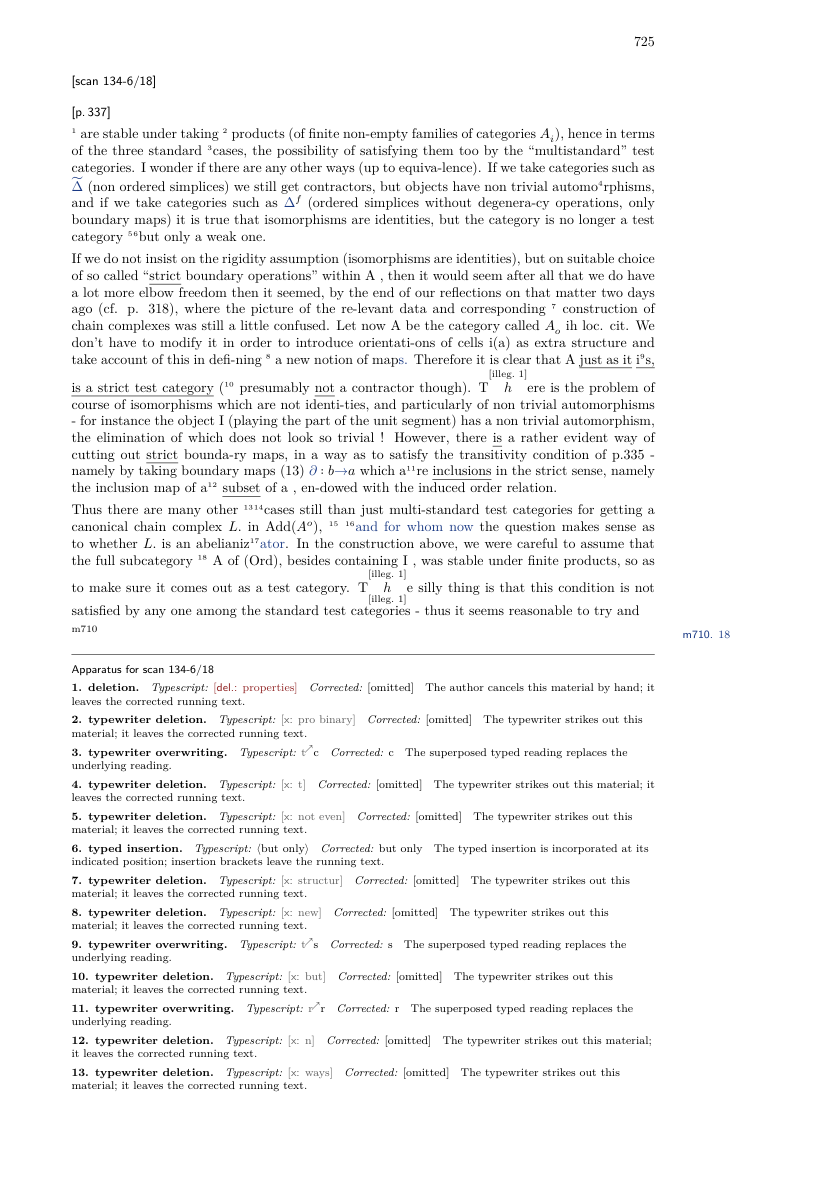 725
[scan 134-6/18]
[p. 337]
¹ are stable under taking ² products (of finite non-empty families of categories Aᵢ), hence in terms
of the three standard ³cases, the possibility of satisfying them too by the “multistandard” test
categories. I wonder if there are any other ways (up to equiva-lence). If we take categories such as
Δ̃ (non ordered simplices) we still get contractors, but objects have non trivial automo⁴rphisms,
and if we take categories such as Δᶠ (ordered simplices without degenera-cy operations, only
boundary maps) it is true that isomorphisms are identities, but the category is no longer a test
category ⁵ ⁶but only a weak one.
If we do not insist on the rigidity assumption (isomorphisms are identities), but on suitable choice
of so called “strict boundary operations” within A , then it would seem after all that we do have
a lot more elbow freedom then it seemed, by the end of our reflections on that matter two days
ago (cf. p. 318), where the picture of the re-levant data and corresponding ⁷ construction of
chain complexes was still a little confused. Let now A be the category called Aₒ ih loc. cit. We
don’t have to modify it in order to introduce orientati-ons of cells i(a) as extra structure and
take account of this in defi-ning ⁸ a new notion of maps. Therefore it is clear that A just as it i⁹s,
[illeg. 1]
is a strict test category (¹⁰ presumably not a contractor though). T h ere is the problem of
course of isomorphisms which are not identi-ties, and particularly of non trivial automorphisms
- for instance the object I (playing the part of the unit segment) has a non trivial automorphism,
the elimination of which does not look so trivial ! However, there is a rather evident way of
cutting out strict bounda-ry maps, in a way as to satisfy the transitivity condition of p.335 -
namely by taking boundary maps (13) ∂ : b→a which a¹¹re inclusions in the strict sense, namely
the inclusion map of a¹² subset of a , en-dowed with the induced order relation.
Thus there are many other ¹³ ¹⁴cases still than just multi-standard test categories for getting a
canonical chain complex L. in Add(Aᵒ), ¹⁵ ¹⁶and for whom now the question makes sense as
to whether L. is an abelianiz¹⁷ator. In the construction above, we were careful to assume that
the full subcategory ¹⁸ A of (Ord), besides containing I , was stable under finite products, so as
[illeg. 1]
to make sure it comes out as a test category. T h e silly thing is that this condition is not
[illeg. 1]
satisfied by any one among the standard test categories - thus it seems reasonable to try and
m710
m710. 18
Apparatus for scan 134-6/18
1. deletion. Typescript: [del.: properties] Corrected: [omitted] The author cancels this material by hand; it
leaves the corrected running text.
2. typewriter deletion. Typescript: [x: pro binary] Corrected: [omitted] The typewriter strikes out this
material; it leaves the corrected running text.
3. typewriter overwriting. Typescript: t↗c Corrected: c The superposed typed reading replaces the
underlying reading.
4. typewriter deletion. Typescript: [x: t] Corrected: [omitted] The typewriter strikes out this material; it
leaves the corrected running text.
5. typewriter deletion. Typescript: [x: not even] Corrected: [omitted] The typewriter strikes out this
material; it leaves the corrected running text.
6. typed insertion. Typescript: ⟨but only⟩ Corrected: but only The typed insertion is incorporated at its
indicated position; insertion brackets leave the running text.
7. typewriter deletion. Typescript: [x: structur] Corrected: [omitted] The typewriter strikes out this
material; it leaves the corrected running text.
8. typewriter deletion. Typescript: [x: new] Corrected: [omitted] The typewriter strikes out this
material; it leaves the corrected running text.
9. typewriter overwriting. Typescript: t↗s Corrected: s The superposed typed reading replaces the
underlying reading.
10. typewriter deletion. Typescript: [x: but] Corrected: [omitted] The typewriter strikes out this
material; it leaves the corrected running text.
11. typewriter overwriting. Typescript: r↗r Corrected: r The superposed typed reading replaces the
underlying reading.
12. typewriter deletion. Typescript: [x: n] Corrected: [omitted] The typewriter strikes out this material;
it leaves the corrected running text.
13. typewriter deletion. Typescript: [x: ways] Corrected: [omitted] The typewriter strikes out this
material; it leaves the corrected running text.